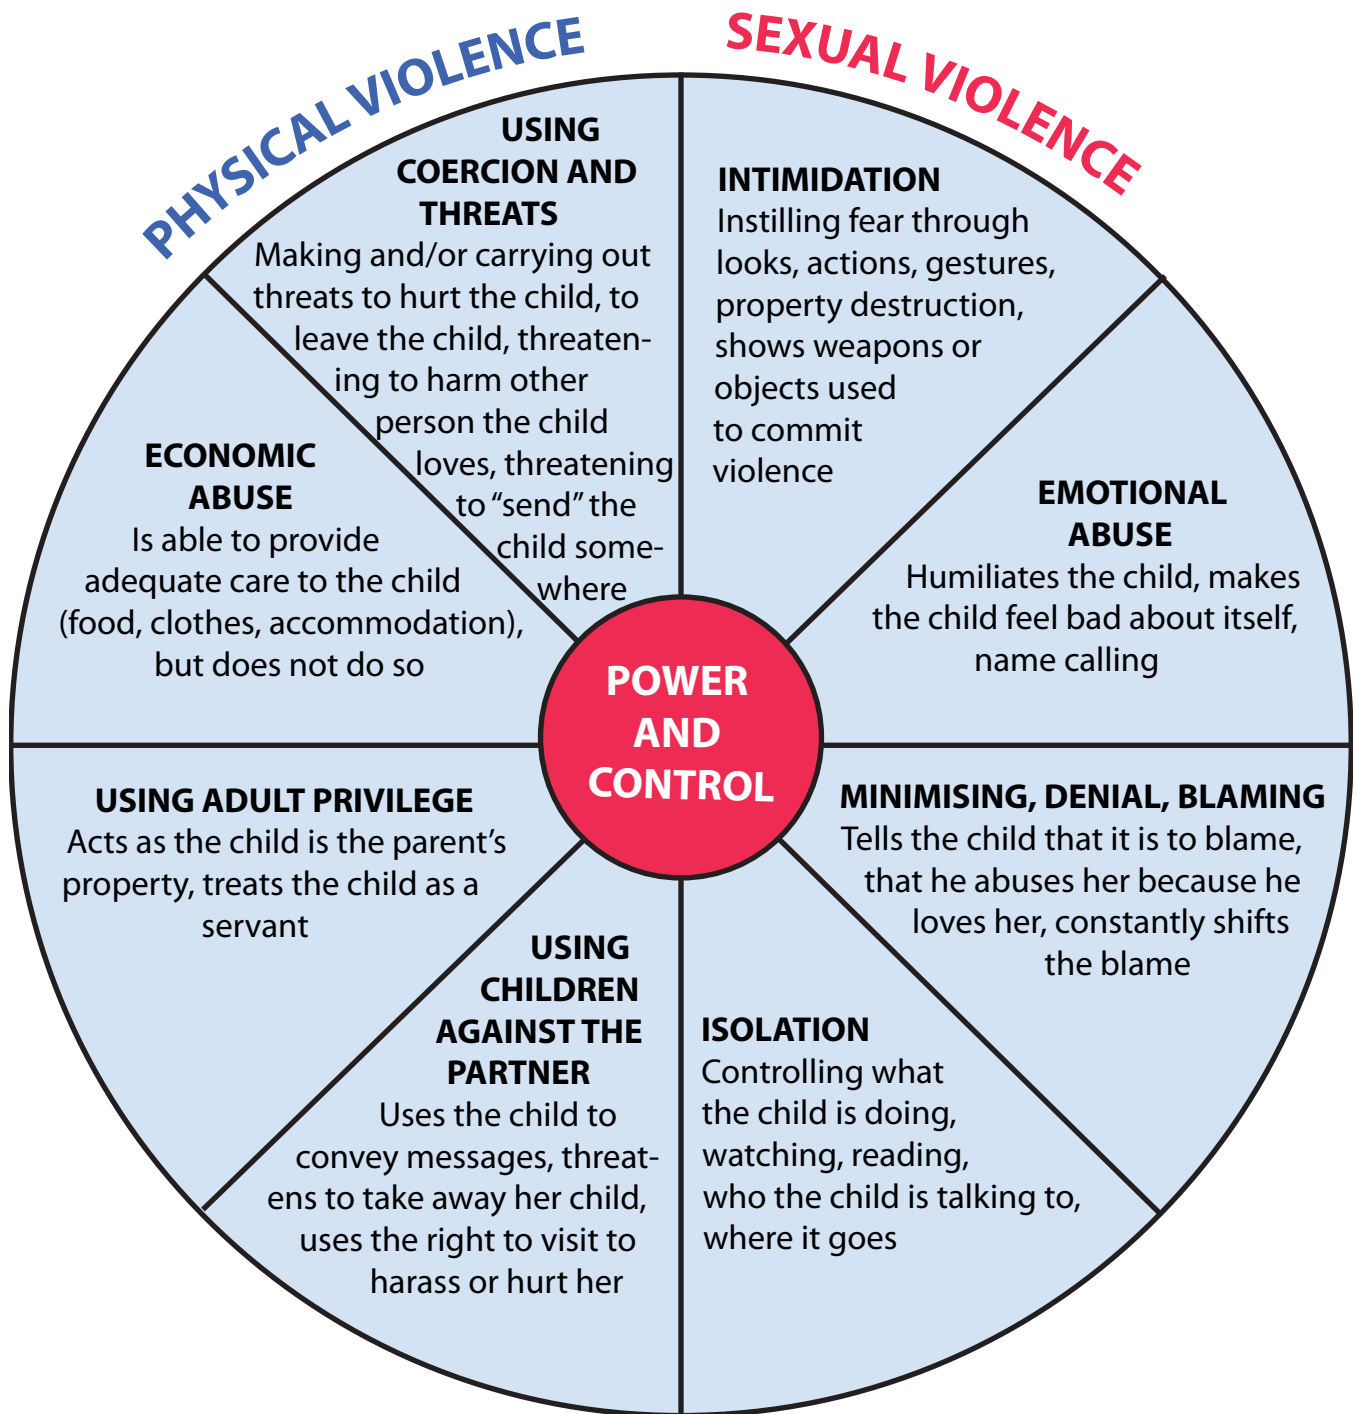 PHYSICAL VIOLENCE
SEXUAL VIOLENCE
USING
COERCION AND
THREATS
Making and/or carrying out
threats to hurt the child, to
leave the child, threaten-
ing to harm other
person the child
loves, threatening
to “send” the
child some-
where
INTIMIDATION
Instilling fear through
looks, actions, gestures,
property destruction,
shows weapons or
objects used
to commit
violence
ECONOMIC
ABUSE
Is able to provide
adequate care to the child
(food, clothes, accommodation),
but does not do so
EMOTIONAL
ABUSE
Humiliates the child, makes
the child feel bad about itself,
name calling
POWER
AND
CONTROL
USING ADULT PRIVILEGE
Acts as the child is the parent’s
property, treats the child as a
servant
MINIMISING, DENIAL, BLAMING
Tells the child that it is to blame,
that he abuses her because he
loves her, constantly shifts
the blame
USING
CHILDREN
AGAINST THE
PARTNER
Uses the child to
convey messages, threat-
ens to take away her child,
uses the right to visit to
harass or hurt her
ISOLATION
Controlling what
the child is doing,
watching, reading,
who the child is talking to,
where it goes